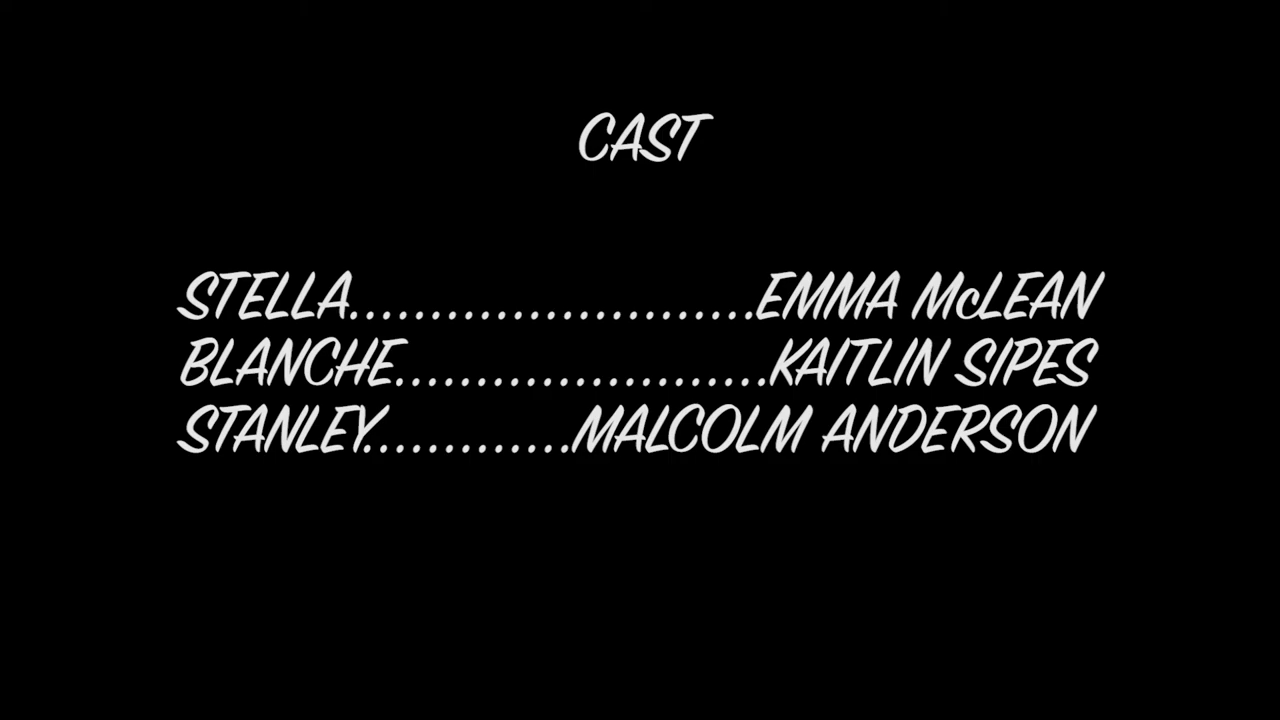 CAST
STELLA.........................EMMA McLEAN
BLANCHE.......................KAITLIN SIPES
STANLEY.............MALCOLM ANDERSON